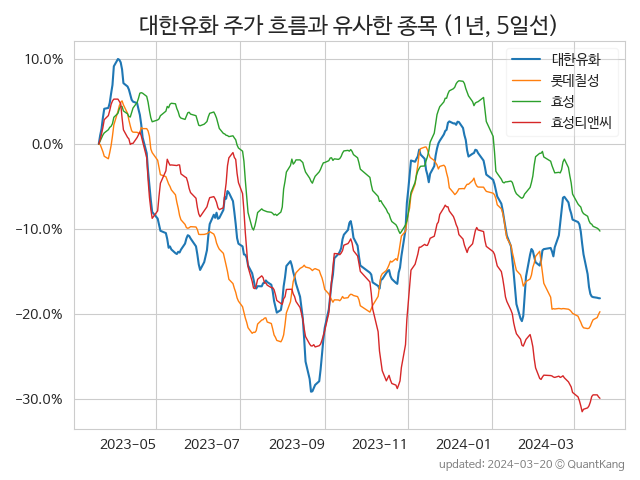 대한유화 주가 흐름과 유사한 종목 (1년, 5일선)
대한유화
롯데칠성
효성
효성티앤씨
10.0%
0.0%
−10.0%
−20.0%
−30.0%
2023-05 2023-07 2023-09 2023-11 2024-01 2024-03
updated: 2024-03-20 © QuantKang